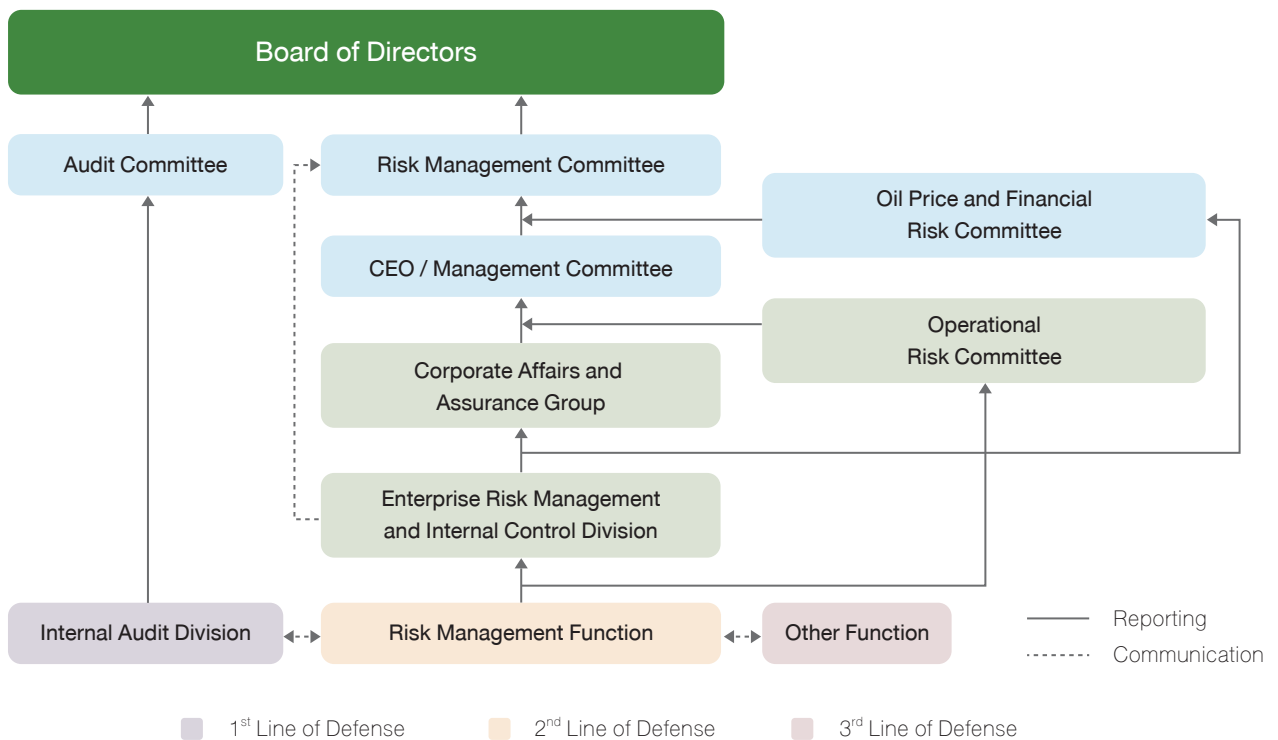 Board of Directors
Audit Committee
Risk Management Committee
Oil Price and Financial
Risk Committee
CEO / Management Committee
Operational
Risk Committee
Corporate Affairs and
Assurance Group
Enterprise Risk Management
and Internal Control Division
Internal Audit Division
Risk Management Function
Other Function
Reporting
Communication
1st Line of Defense
2nd Line of Defense
3rd Line of Defense